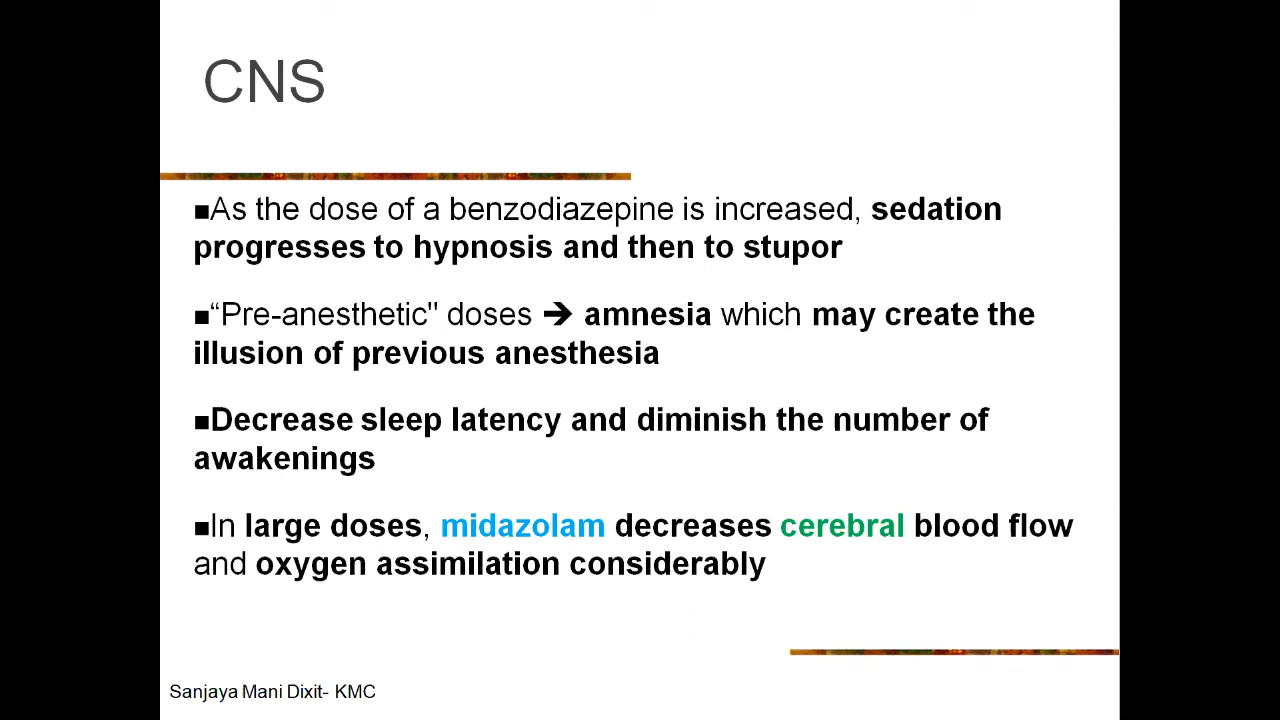 CNS
■As the dose of a benzodiazepine is increased, sedation
progresses to hypnosis and then to stupor
■“Pre-anesthetic" doses ➔ amnesia which may create the
illusion of previous anesthesia
■Decrease sleep latency and diminish the number of
awakenings
■In large doses, midazolam decreases cerebral blood flow
and oxygen assimilation considerably
Sanjaya Mani Dixit- KMC